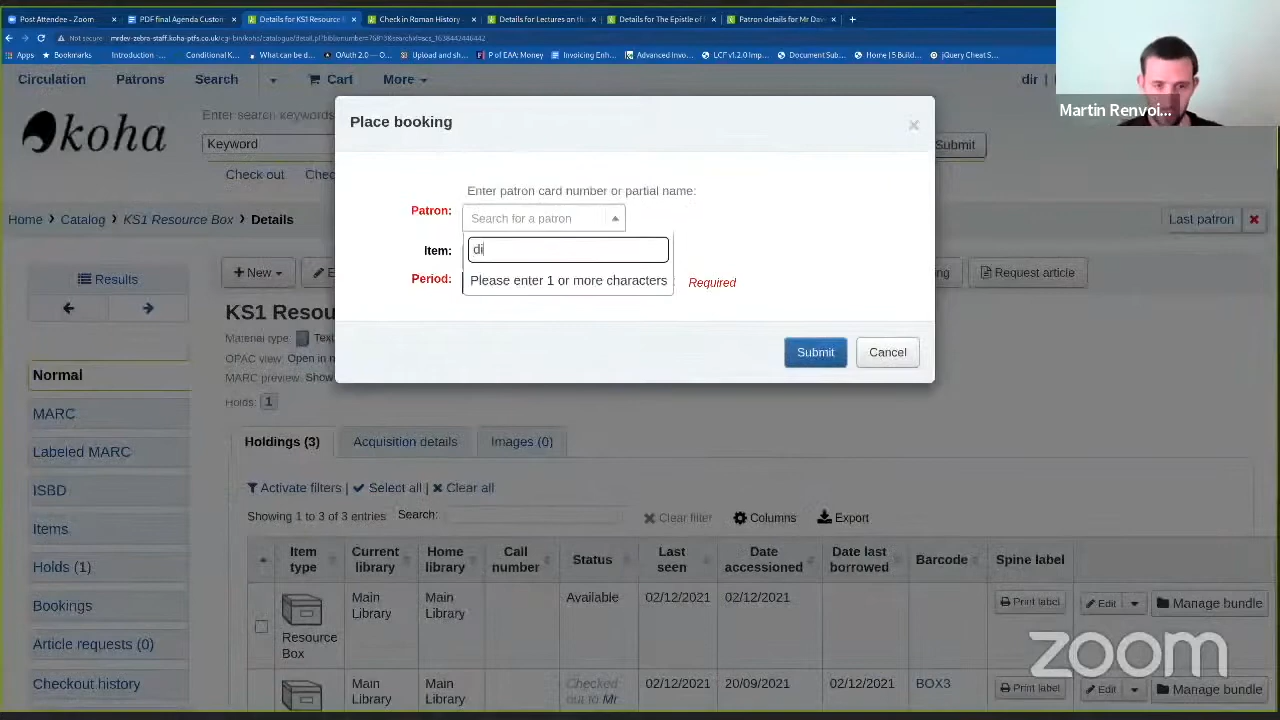 Post Attendee - Zoom
PDF final Agenda Custon
Details for KS1 Resource
Check in Roman History -
Details for Lectures on th
Details for The Epistle of
Patron details for Mr Dav
Not secure
mrdev-zebro-staff.koha-ptfs.co.uk/cgi-bin/koha/catalogue/detail.pl?biblionumber=
Apps
Bookmarks
Introduction -...
Conditional K...
OAuth 2.0 —...
Upload and sh...
P of EAA: Money
Invoicing Enh...
Advanced Invo...
LCF v1.2.0 Imp...
Document Sub...
Home | 5 Build...
jQuery Cheat S...
Circulation
Patrons
Search
Cart
More
dir |
Martin Renvoi...
koha
Enter search keywords
Keyword
Submit
Check out
Chec
Place booking
Enter patron card number or partial name:
Patron:
Search for a patron
Item:
di
Period:
Please enter 1 or more characters
Required
Submit
Cancel
Home
Catalog
KS1 Resource Box
Details
Last patron
Results
New
E
ng
Request article
KS1 Resou
Material type:
Text
OPAC view: Open in n
MARC preview: Show
Holds: 1
Normal
MARC
Labeled MARC
ISBD
Items
Holds (1)
Bookings
Article requests (0)
Checkout history
Holdings (3)
Acquisition details
Images (0)
Activate filters |
Select all |
Clear all
Showing 1 to 3 of 3 entries
Search:
Clear filter
Columns
Export
Item type
Current library
Home library
Call number
Status
Last seen
Date accessioned
Date last borrowed
Barcode
Spine label
Resource Box
Main Library
Main Library
Available
02/12/2021
02/12/2021
Print label
Edit
Manage bundle
Main Library
Main Library
Checked out to Mr
02/12/2021
20/09/2021
02/12/2021
BOX3
Print label
Edit
Manage bundle
zoom